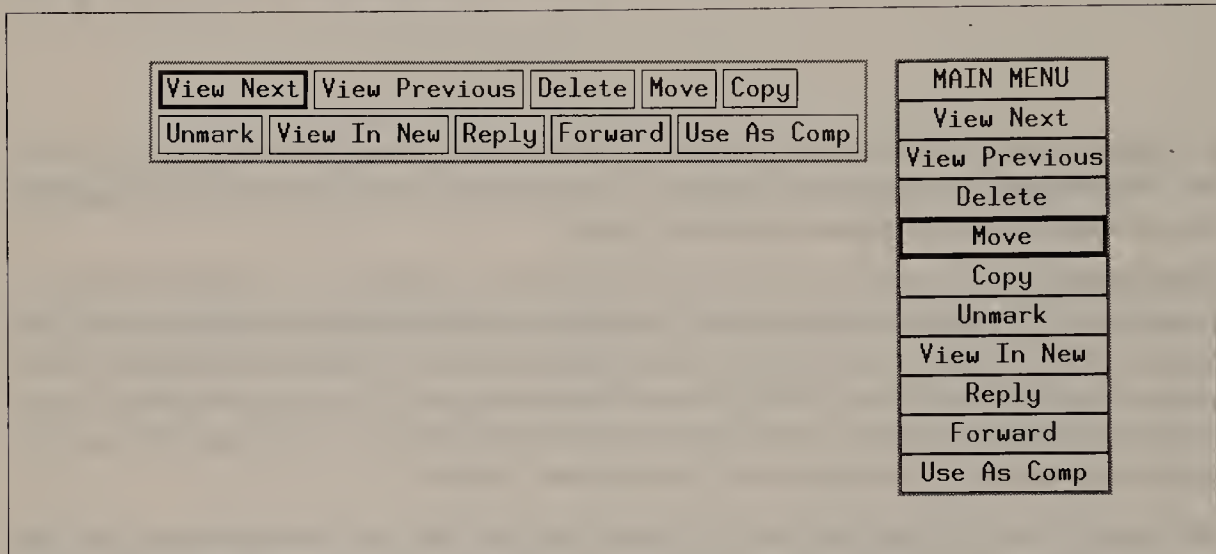 View Next View Previous Delete Move Copy
Unmark View In New Reply Forward Use As Comp
MAIN MENU
View Next
View Previous
Delete
Move
Copy
Unmark
View In New
Reply
Forward
Use As Comp